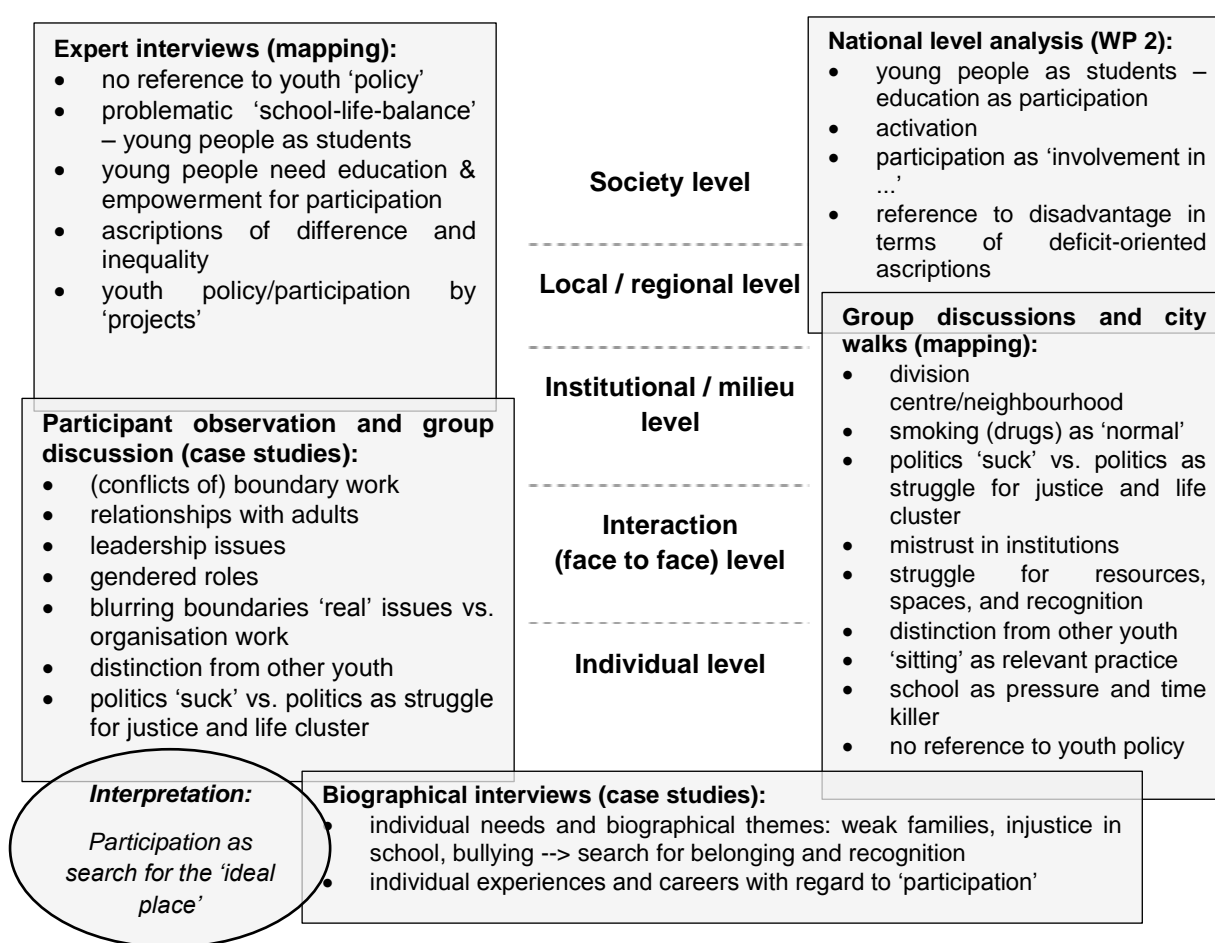 Expert interviews (mapping):
• no reference to youth ‘policy’
• problematic ‘school-life-balance’
– young people as students
• young people need education &
empowerment for participation
• ascriptions of difference and
inequality
• youth policy/participation by
‘projects’
Participant observation and group
discussion (case studies):
• (conflicts of) boundary work
• relationships with adults
• leadership issues
• gendered roles
• blurring boundaries ‘real’ issues vs.
organisation work
• distinction from other youth
• politics ‘suck’ vs. politics as struggle
for justice and life cluster
Society level
Local / regional level
Institutional / milieu
level
Interaction
(face to face) level
Individual level
National level analysis (WP 2):
• young people as students –
education as participation
• activation
• participation as ‘involvement in
...’
• reference to disadvantage in
terms of deficit-oriented
ascriptions
Group discussions and city
walks (mapping):
• division
centre/neighbourhood
• smoking (drugs) as ‘normal’
• politics ‘suck’ vs. politics as
struggle for justice and life
cluster
• mistrust in institutions
• struggle for resources,
spaces, and recognition
• distinction from other youth
• ‘sitting’ as relevant practice
• school as pressure and time
killer
• no reference to youth policy
Interpretation:
Participation as
search for the ‘ideal
place’
Biographical interviews (case studies):
• individual needs and biographical themes: weak families, injustice in
school, bullying --> search for belonging and recognition
• individual experiences and careers with regard to ‘participation’